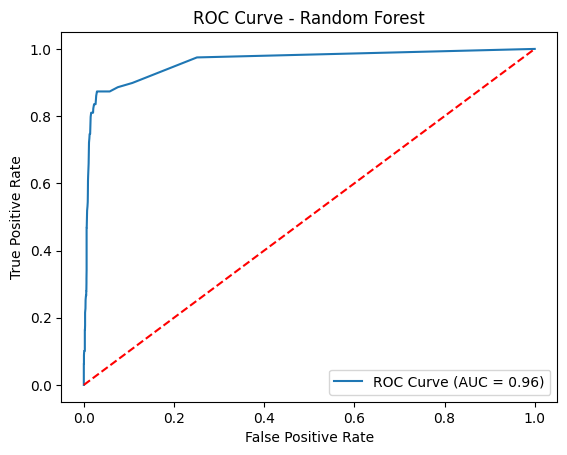 ROC Curve - Random Forest
True Positive Rate
1.0
0.8
0.6
0.4
0.2
0.0
ROC Curve (AUC = 0.96)
0.0 0.2 0.4 0.6 0.8 1.0
False Positive Rate